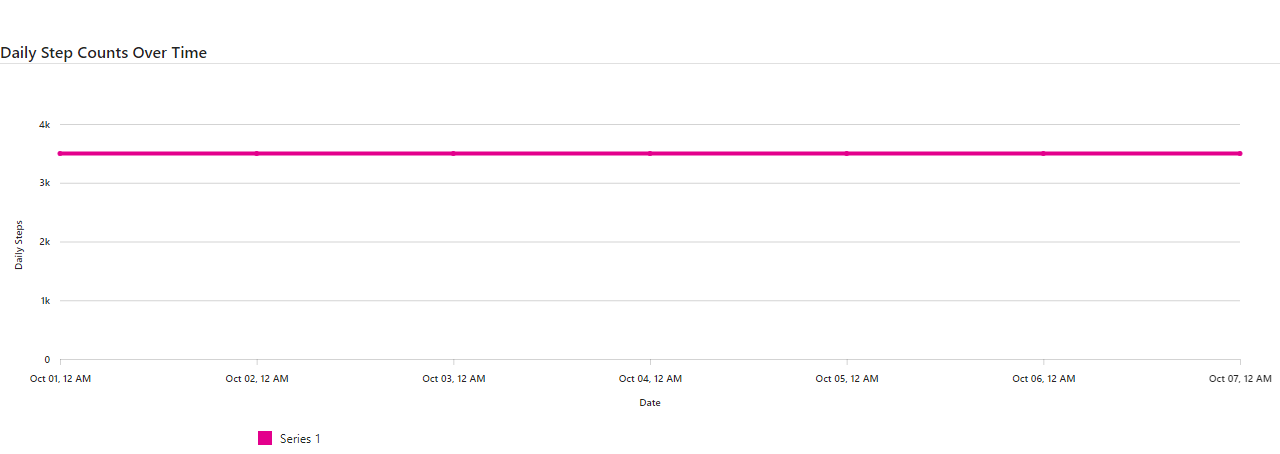 Daily Step Counts Over Time
4k
3k
2k
1k
0
Daily Steps
Oct 01, 12 AM
Oct 02, 12 AM
Oct 03, 12 AM
Oct 04, 12 AM
Oct 05, 12 AM
Oct 06, 12 AM
Oct 07, 12 AM
Date
Series 1